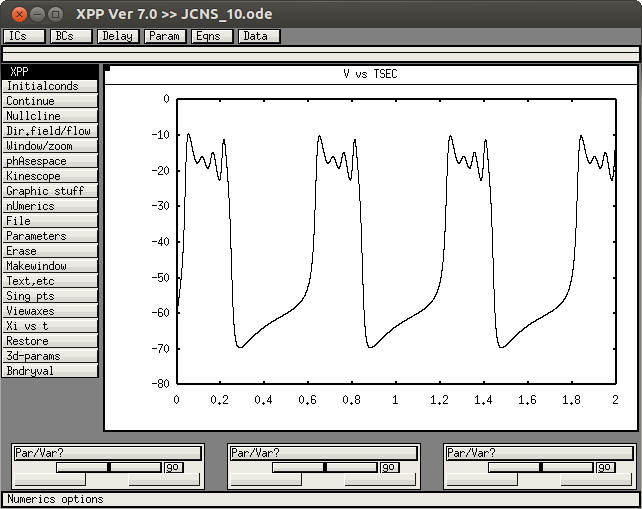 XPP Ver 7.0 >> JCNS_10.ode
ICs BCs Delay Param Eqns Data
XPP
Initialconds
Continue
Nullcline
Dir.field/flow
Window/zoom
phAsespace
Kinescope
Graphic stuff
nUmerics
File
Parameters
Erase
Makewindow
Text,etc
Sing pts
Viewaxes
Xi vs t
Restore
3d-params
Bndryval
V vs TSEC
0
-10
-20
-30
-40
-50
-60
-70
-80
0 0.2 0.4 0.6 0.8 1 1.2 1.4 1.6 1.8 2
Par/Var? Par/Var? Par/Var?
go go go
Numerics options